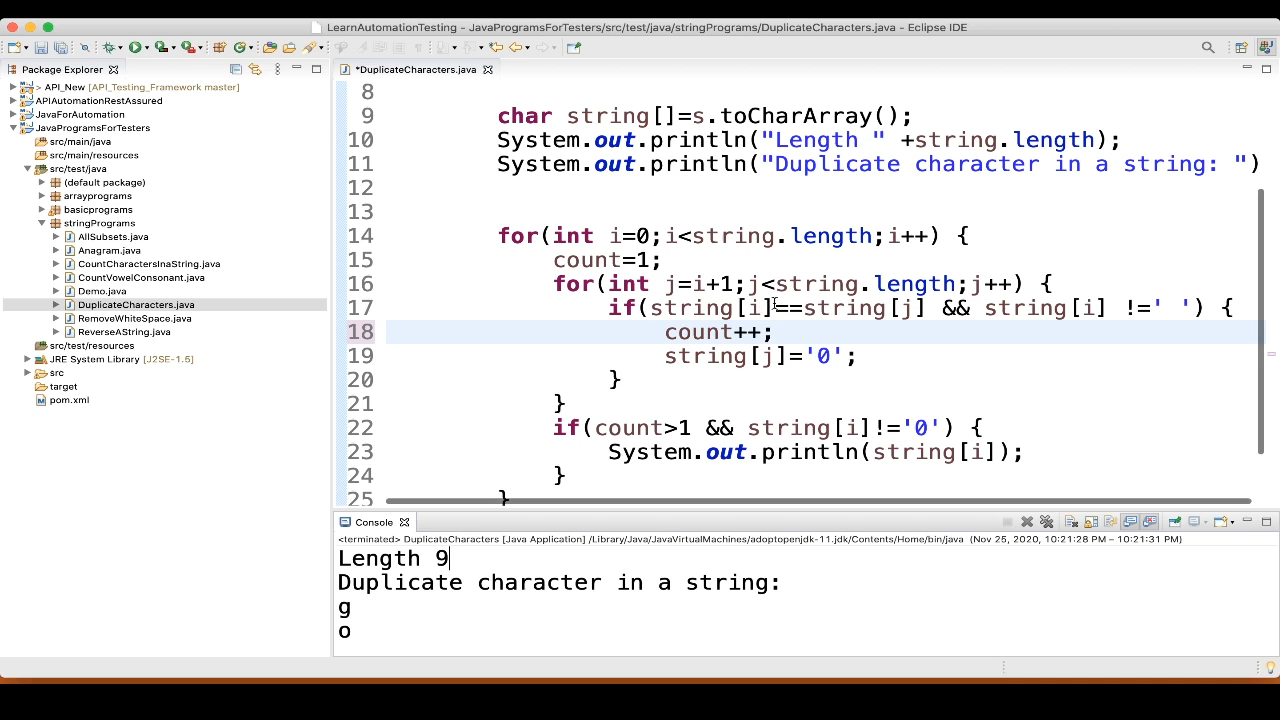 LearnAutomationTesting - JavaProgramsForTesters/src/test/java/stringPrograms/DuplicateCharacters.java - Eclipse IDE
Package Explorer
> API_New [API_Testing_Framework master]
APIAutomationRestAssured
JavaForAutomation
JavaProgramsForTesters
src/main/java
src/main/resources
src/test/java
(default package)
arrayprograms
basicprograms
stringPrograms
AllSubsets.java
Anagram.java
CountCharactersInaString.java
CountVowelConsonant.java
Demo.java
DuplicateCharacters.java
RemoveWhiteSpace.java
ReverseAString.java
src/test/resources
JRE System Library [J2SE-1.5]
src
target
pom.xml
*DuplicateCharacters.java
8
9 char string[]=s.toCharArray();
10 System.out.println("Length " +string.length);
11 System.out.println("Duplicate character in a string: ")
12
13
14 for(int i=0;i<string.length;i++) {
15 count=1;
16 for(int j=i+1;j<string.length;j++) {
17 if(string[i]==string[j] && string[i] !=' ') {
18 count++;
19 string[j]='0';
20 }
21 }
22 if(count>1 && string[i]!='0') {
23 System.out.println(string[i]);
24 }
25 }
Console
<terminated> DuplicateCharacters [Java Application] /Library/Java/JavaVirtualMachines/adoptopenjdk-11.jdk/Contents/Home/bin/java (Nov 25, 2020, 10:21:28 PM – 10:21:31 PM)
Length 9
Duplicate character in a string:
g
o